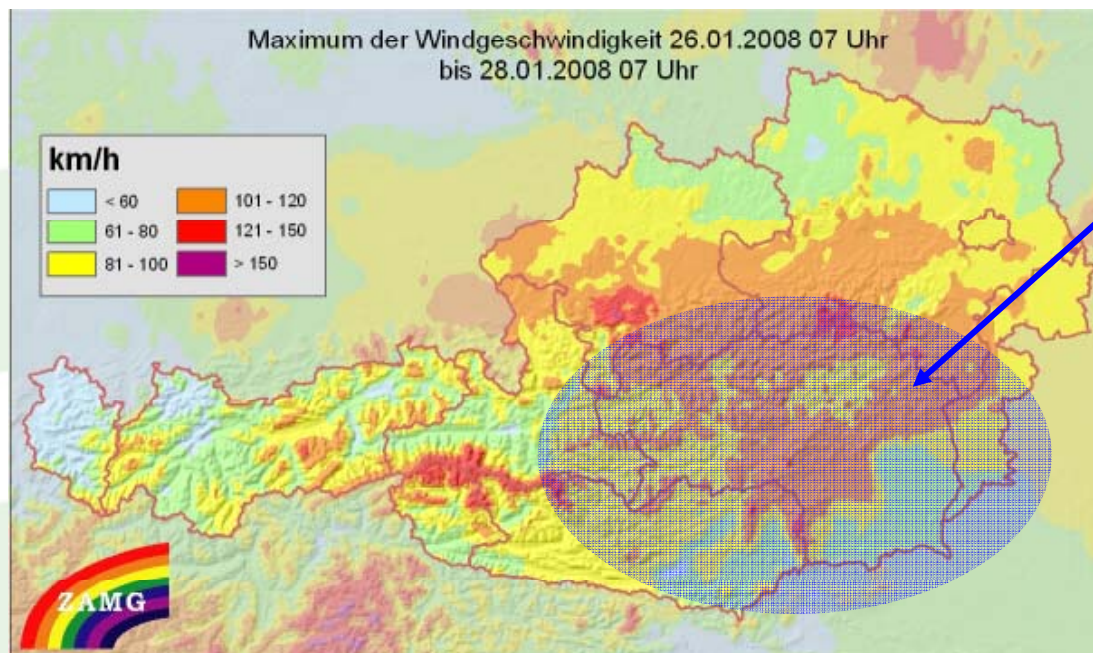 Maximum der Windgeschwindigkeit 26.01.2008 07 Uhr
bis 28.01.2008 07 Uhr
km/h
< 60
101 - 120
61 - 80
121 - 150
81 - 100
> 150
ZAMG